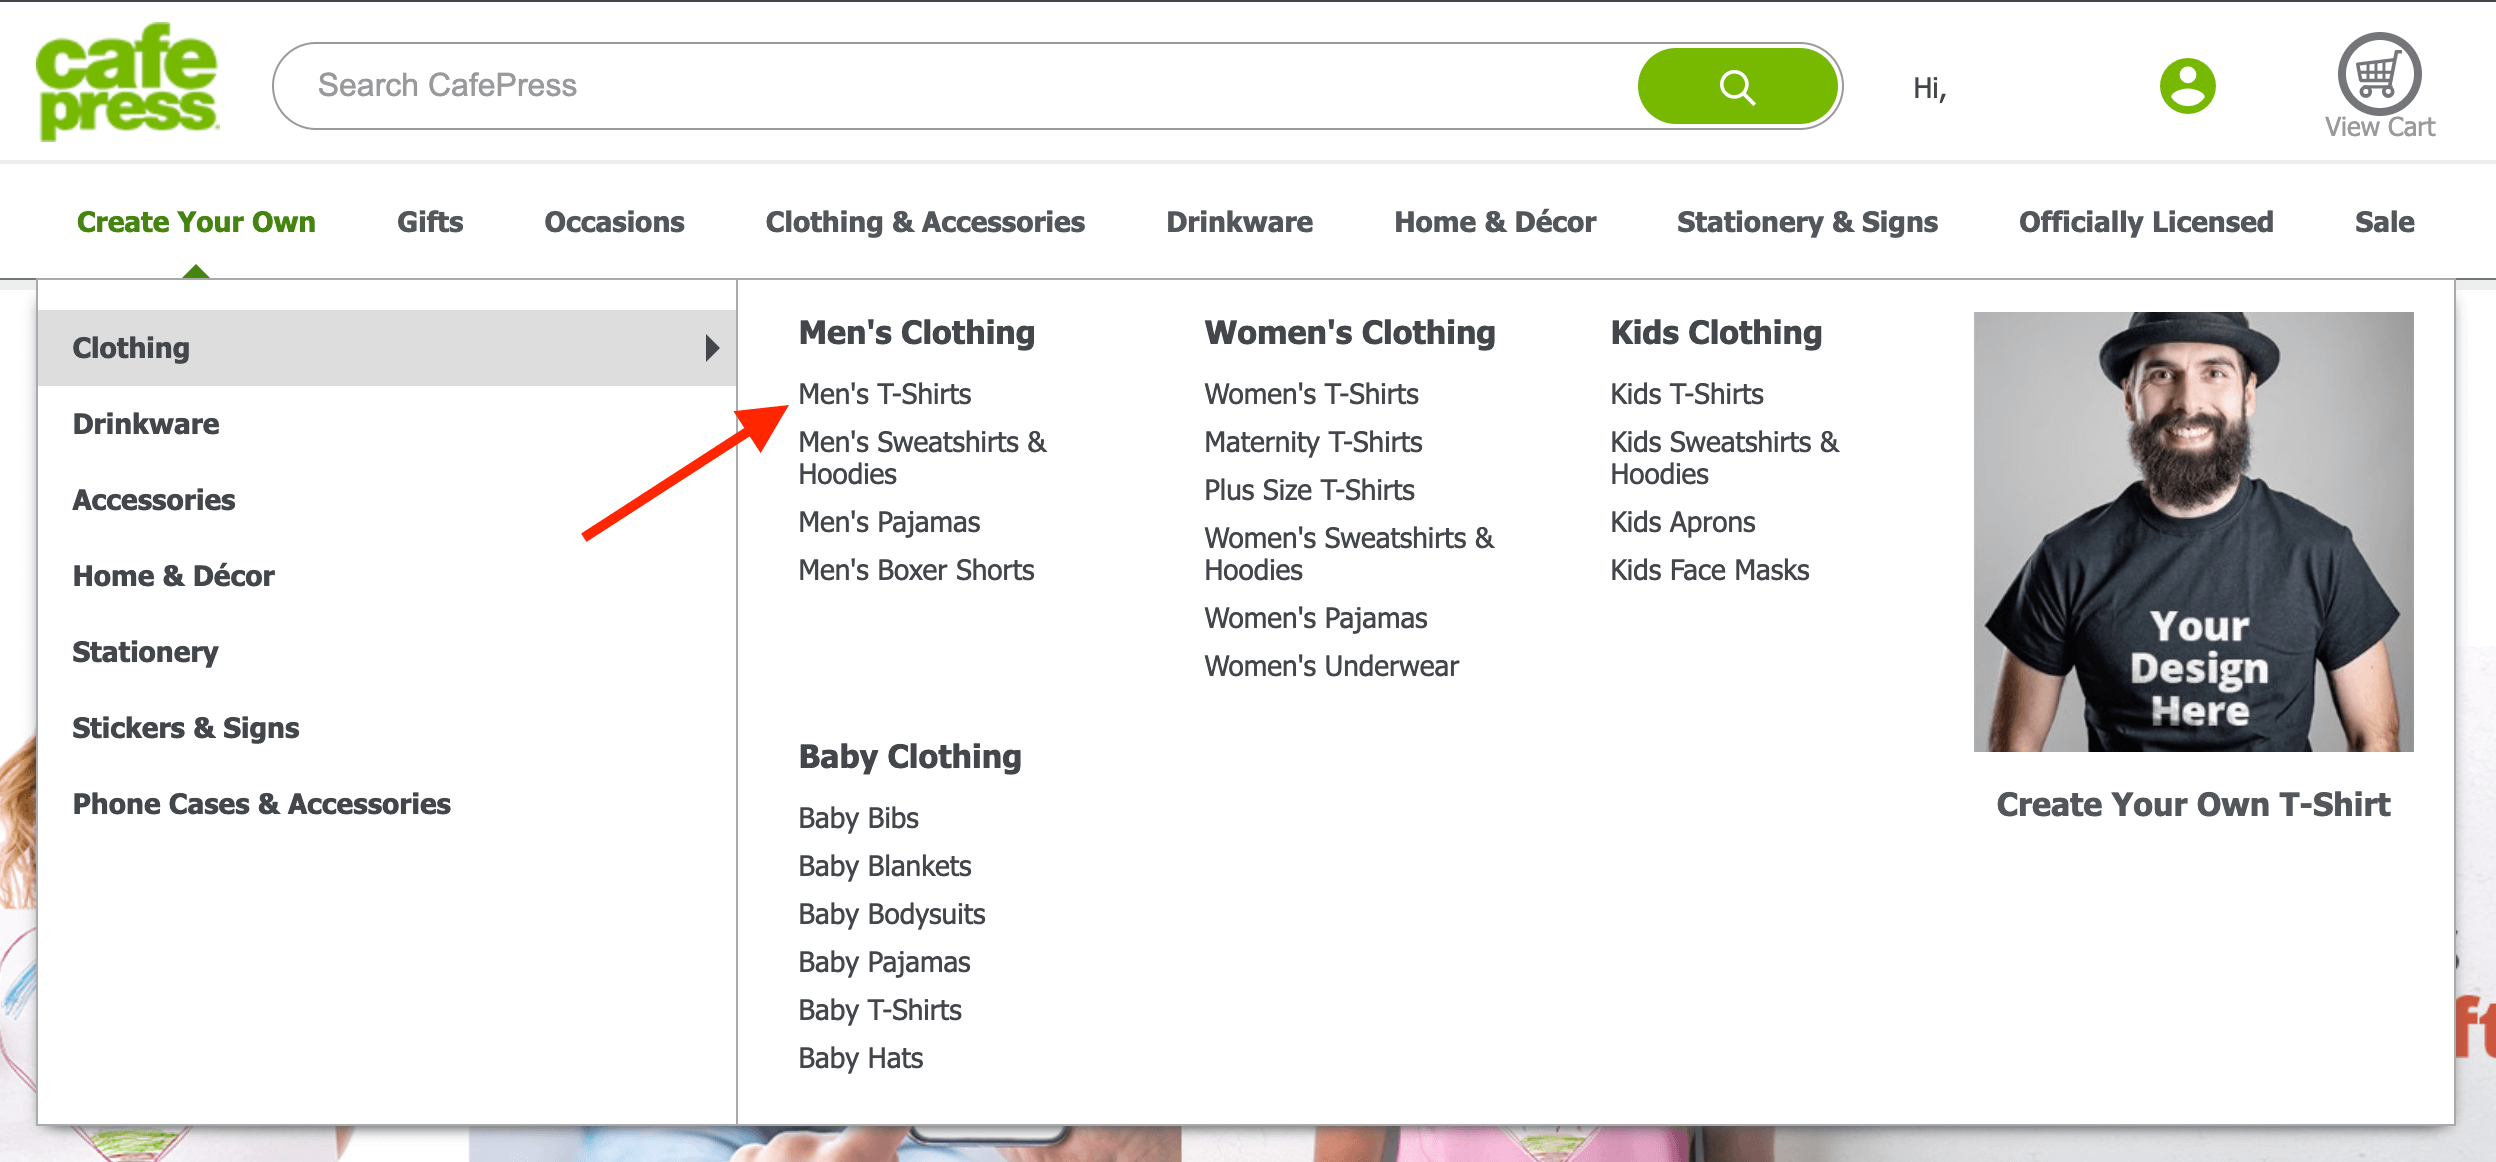 cafe
press
Search CafePress
Hi,
View Cart
Create Your Own
Gifts
Occasions
Clothing & Accessories
Drinkware
Home & Décor
Stationery & Signs
Officially Licensed
Sale
Clothing
Drinkware
Accessories
Home & Décor
Stationery
Stickers & Signs
Phone Cases & Accessories
Men's Clothing
Men's T-Shirts
Men's Sweatshirts &
Hoodies
Men's Pajamas
Men's Boxer Shorts
Women's Clothing
Women's T-Shirts
Maternity T-Shirts
Plus Size T-Shirts
Women's Sweatshirts &
Hoodies
Women's Pajamas
Women's Underwear
Kids Clothing
Kids T-Shirts
Kids Sweatshirts &
Hoodies
Kids Aprons
Kids Face Masks
Baby Clothing
Baby Bibs
Baby Blankets
Baby Bodysuits
Baby Pajamas
Baby T-Shirts
Baby Hats
Your
Design
Here
Create Your Own T-Shirt